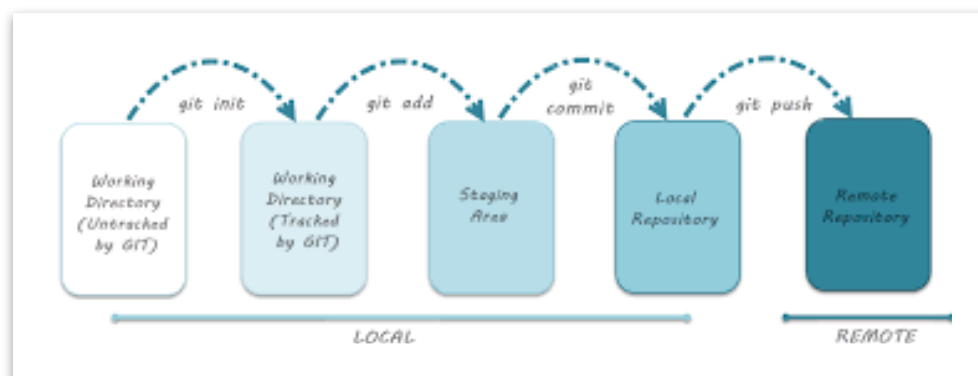 git init
git add
git
commit
git push
Working
Directory
(Untracked
by GIT)
Working
Directory
(Tracked
by GIT)
Staging
Area
Local
Repository
Remote
Repository
LOCAL
REMOTE